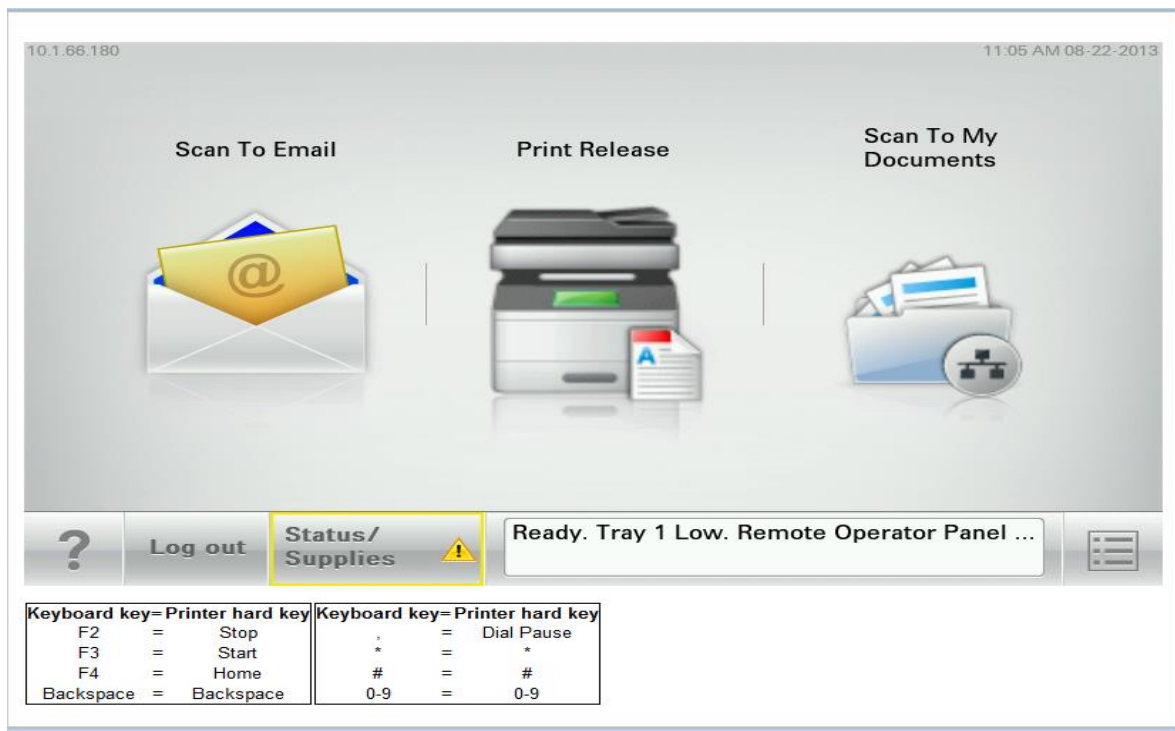 10.1.66.180
11:05 AM 08-22-2013
Scan To Email
Print Release
Scan To My
Documents
@
A
?
Log out
Status/
Supplies
!
Ready. Tray 1 Low. Remote Operator Panel ...
Keyboard key=Printer hard key Keyboard key=Printer hard key
F2 = Stop , = Dial Pause
F3 = Start * = *
F4 = Home # = #
Backspace = Backspace 0-9 = 0-9